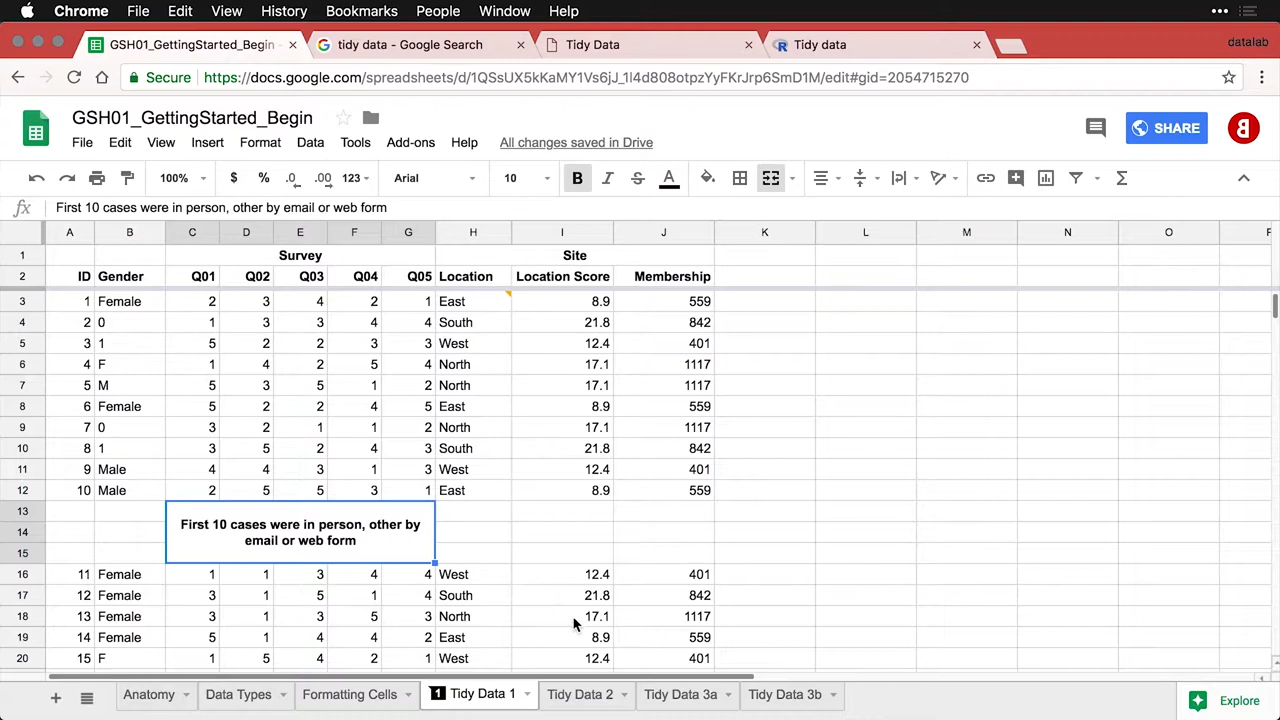 Chrome File Edit View History Bookmarks People Window Help
GSH01_GettingStarted_Begin - × tidy data - Google Search × Tidy Data × Tidy data × datalab
Secure https://docs.google.com/spreadsheets/d/1QSsUX5kKaMY1Vs6jJ_1l4d808otpzYyFKrJrp6SmD1M/edit#gid=2054715270
GSH01_GettingStarted_Begin
SHARE
File Edit View Insert Format Data Tools Add-ons Help All changes saved in Drive
100% $ % .0 .00 123 Arial 10 B I S A Σ
fx First 10 cases were in person, other by email or web form
A B C D E F G H I J K L M N O
1 Survey Site
2 ID Gender Q01 Q02 Q03 Q04 Q05 Location Location Score Membership
3 1 Female 2 3 4 2 1 East 8.9 559
4 2 0 1 3 3 4 4 South 21.8 842
5 3 1 5 2 2 3 3 West 12.4 401
6 4 F 1 4 2 5 4 North 17.1 1117
7 5 M 5 3 5 1 2 North 17.1 1117
8 6 Female 5 2 2 4 5 East 8.9 559
9 7 0 3 2 1 1 2 North 17.1 1117
10 8 1 3 5 2 4 3 South 21.8 842
11 9 Male 4 4 3 1 3 West 12.4 401
12 10 Male 2 5 5 3 1 East 8.9 559
13
First 10 cases were in person, other by
14
email or web form
15
16 11 Female 1 1 3 4 4 West 12.4 401
17 12 Female 3 1 5 1 4 South 21.8 842
18 13 Female 3 1 3 5 3 North 17.1 1117
19 14 Female 5 1 4 4 2 East 8.9 559
20 15 F 1 5 4 2 1 West 12.4 401
Anatomy Data Types Formatting Cells 1 Tidy Data 1 Tidy Data 2 Tidy Data 3a Tidy Data 3b Explore